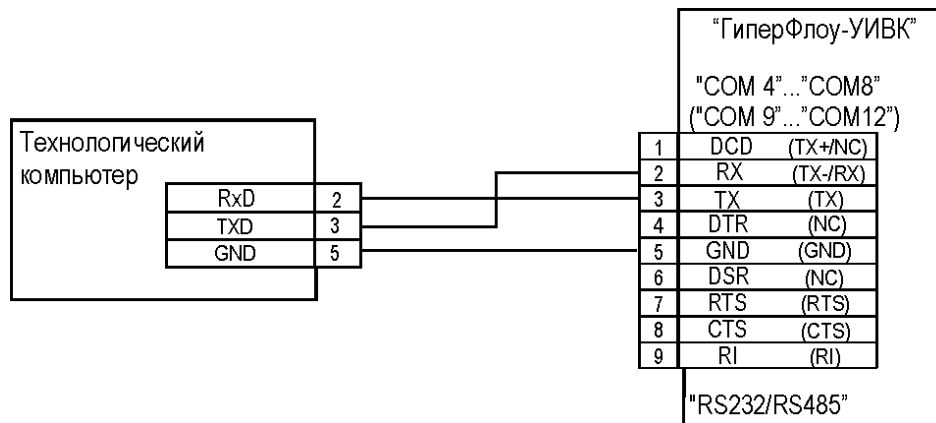 “ГиперФлоу-УИВК”
"COM 4”...”COM8”
("COM 9”...”COM12”)
Технологический
компьютер
RxD 2
TXD 3
GND 5
1 DCD (TX+/NC)
2 RX (TX-/RX)
3 TX (TX)
4 DTR (NC)
5 GND (GND)
6 DSR (NC)
7 RTS (RTS)
8 CTS (CTS)
9 RI (RI)
"RS232/RS485”